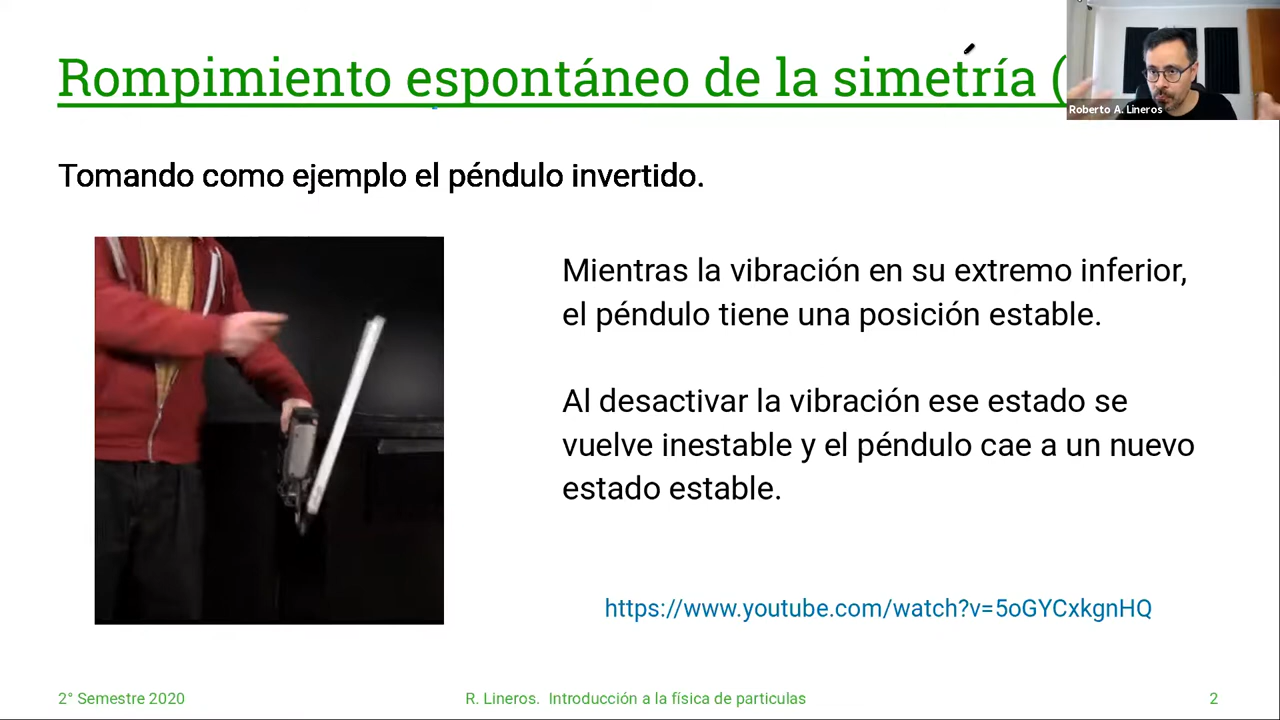 Rompimiento espontáneo de la simetría (
Roberto A. Lineros
Tomando como ejemplo el péndulo invertido.
Mientras la vibración en su extremo inferior,
el péndulo tiene una posición estable.
Al desactivar la vibración ese estado se
vuelve inestable y el péndulo cae a un nuevo
estado estable.
https://www.youtube.com/watch?v=5oGYCxkgnHQ
2° Semestre 2020
R. Lineros. Introducción a la física de particulas
2